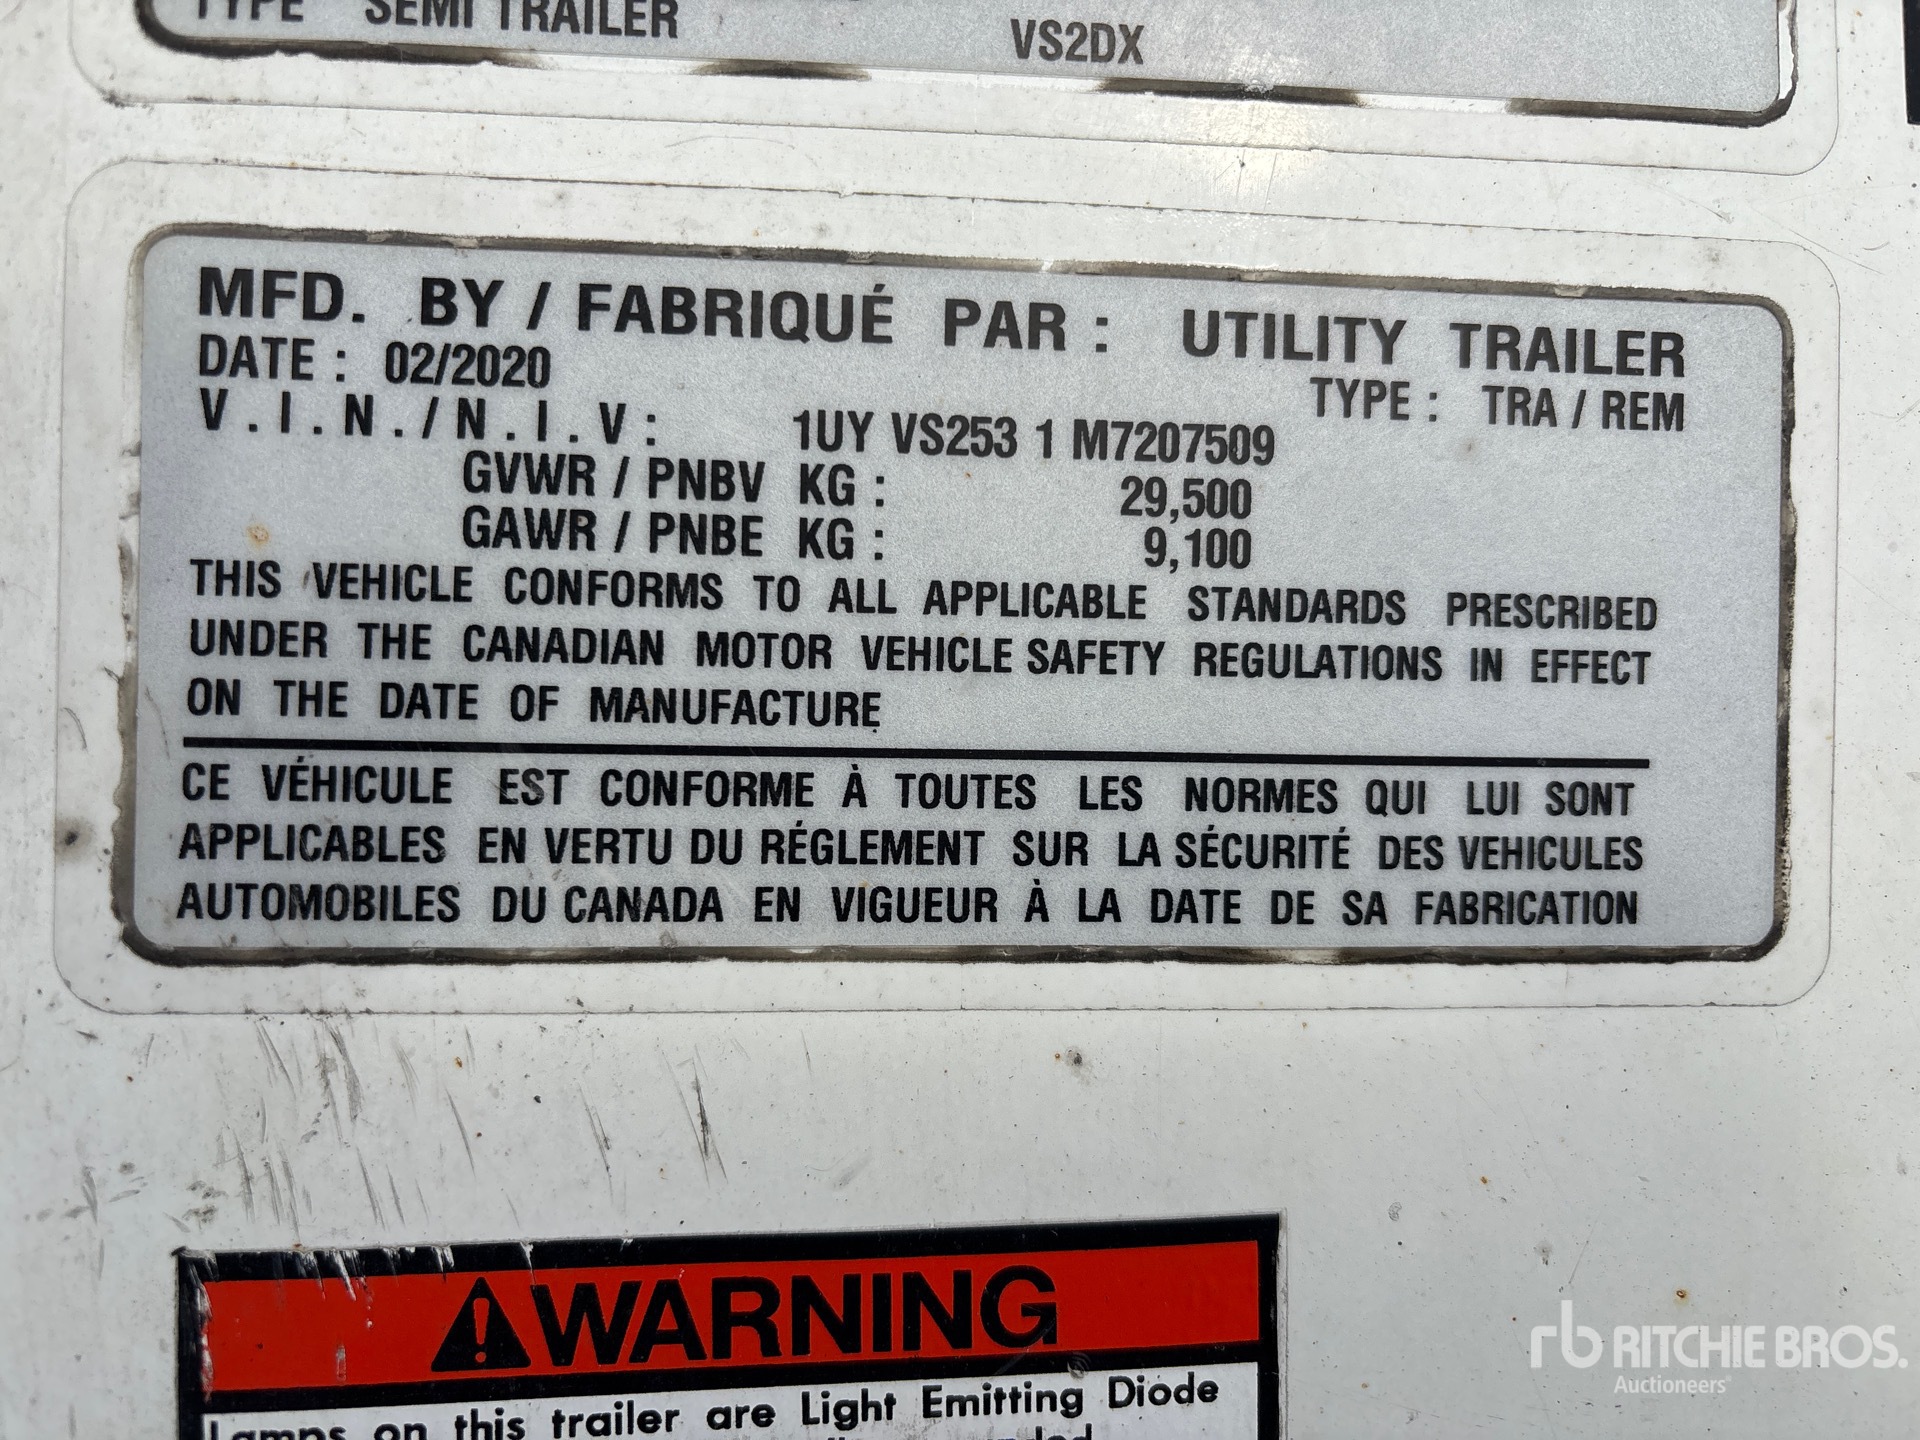 TYPE SEMI TRAILER
VS2DX
MFD. BY / FABRIQUÉ PAR : UTILITY TRAILER
DATE : 02/2020
TYPE : TRA / REM
V.I.N./N.I.V: 1UY VS253 1 M7207509
GVWR / PNBV KG : 29,500
GAWR / PNBE KG : 9,100
THIS VEHICLE CONFORMS TO ALL APPLICABLE STANDARDS PRESCRIBED
UNDER THE CANADIAN MOTOR VEHICLE SAFETY REGULATIONS IN EFFECT
ON THE DATE OF MANUFACTURE
CE VÉHICULE EST CONFORME À TOUTES LES NORMES QUI LUI SONT
APPLICABLES EN VERTU DU RÉGLEMENT SUR LA SÉCURITÉ DES VEHICULES
AUTOMOBILES DU CANADA EN VIGUEUR À LA DATE DE SA FABRICATION
WARNING
Lamps on this trailer are Light Emitting Diode
rb RITCHIE BROS.
Auctioneers